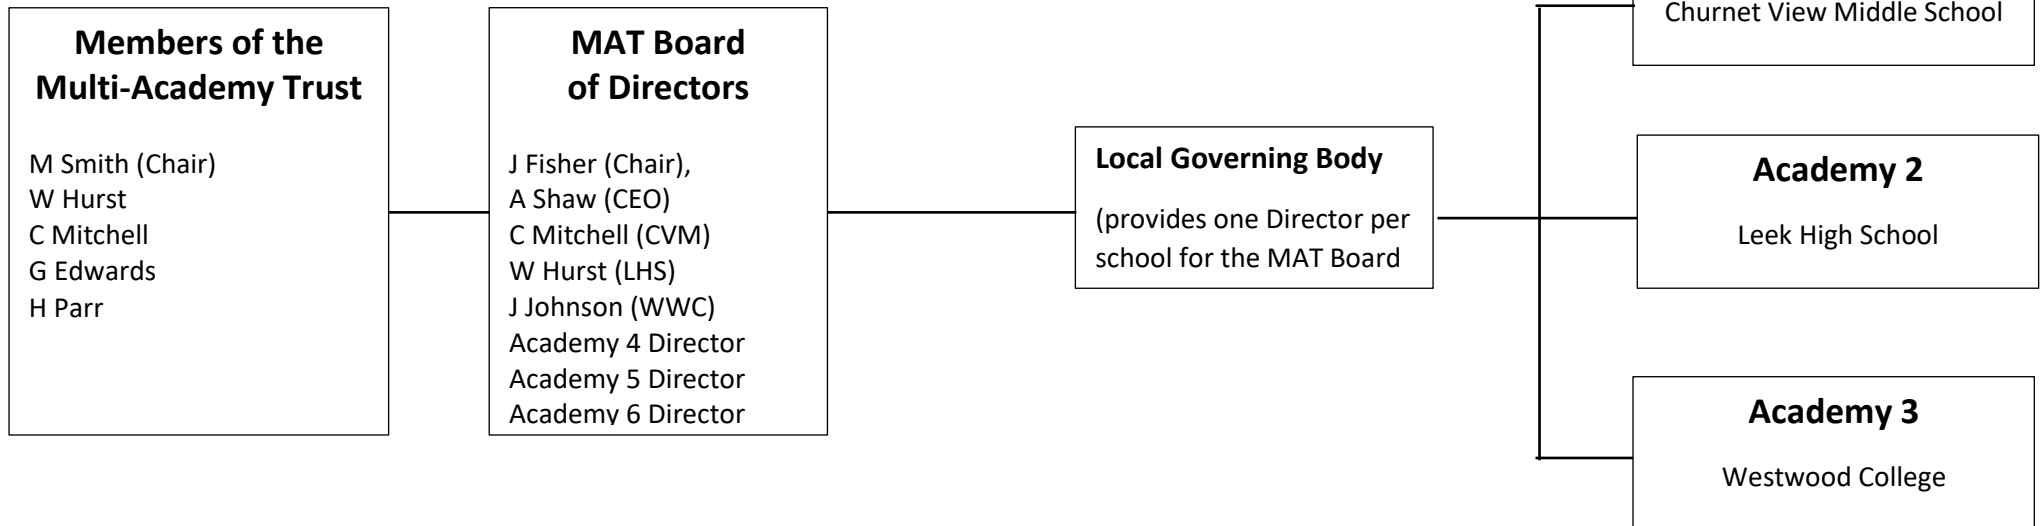 Members of the
Multi-Academy Trust
M Smith (Chair)
W Hurst
C Mitchell
G Edwards
H Parr
MAT Board
of Directors
J Fisher (Chair),
A Shaw (CEO)
C Mitchell (CVM)
W Hurst (LHS)
J Johnson (WWC)
Academy 4 Director
Academy 5 Director
Academy 6 Director
Local Governing Body
(provides one Director per
school for the MAT Board
Churnet View Middle School
Academy 2
Leek High School
Academy 3
Westwood College